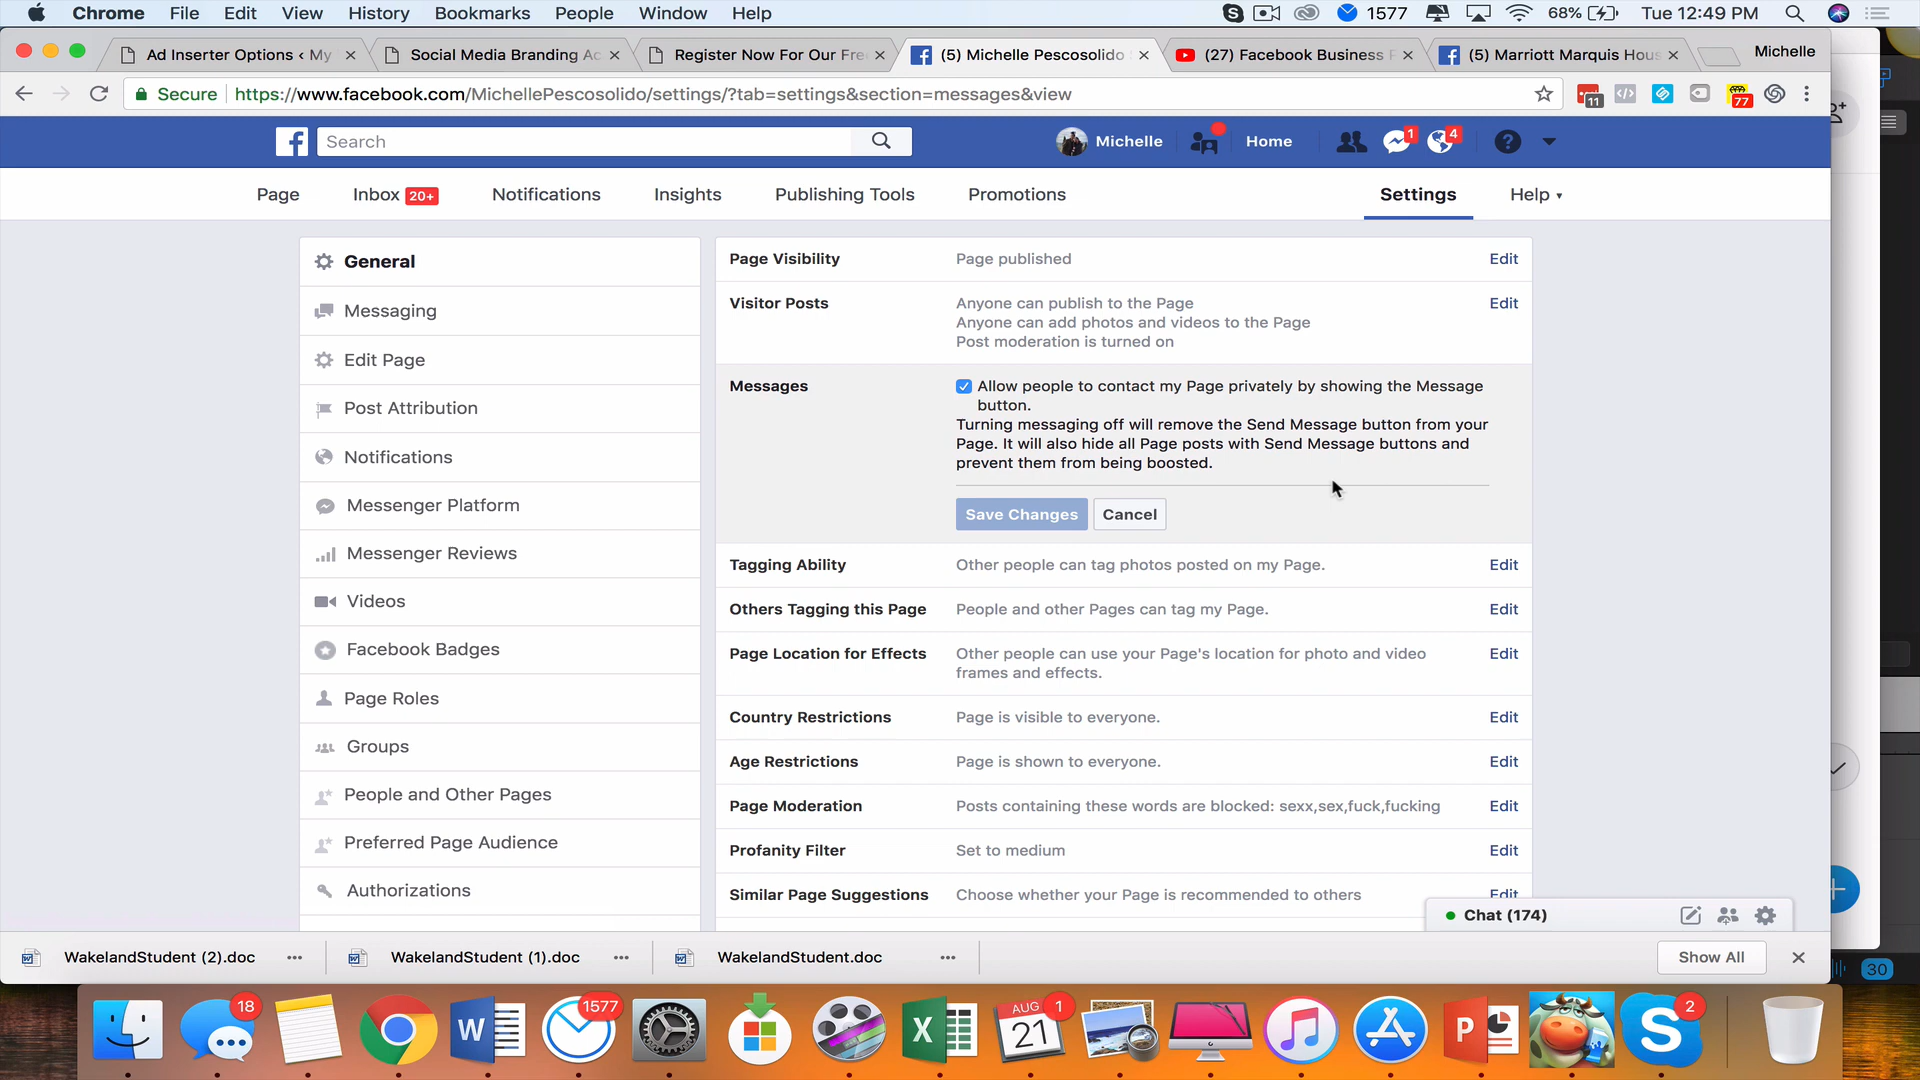 Chrome File Edit View History Bookmarks People Window Help 1577 68% Tue 12:49 PM
Ad Inserter Options ‹ My Social Media Branding Ac Register Now For Our Fre (5) Michelle Pescosolido (27) Facebook Business (5) Marriott Marquis Hous Michelle
Secure https://www.facebook.com/MichellePescosolido/settings/?tab=settings&section=messages&view 11 77
Search Michelle Home 1 4
Page Inbox 20+ Notifications Insights Publishing Tools Promotions Settings Help
General
Messaging
Edit Page
Post Attribution
Notifications
Messenger Platform
Messenger Reviews
Videos
Facebook Badges
Page Roles
Groups
People and Other Pages
Preferred Page Audience
Authorizations
Page Visibility Page published Edit
Visitor Posts Anyone can publish to the Page Edit
Anyone can add photos and videos to the Page
Post moderation is turned on
Messages Allow people to contact my Page privately by showing the Message
button.
Turning messaging off will remove the Send Message button from your
Page. It will also hide all Page posts with Send Message buttons and
prevent them from being boosted.
Save Changes Cancel
Tagging Ability Other people can tag photos posted on my Page. Edit
Others Tagging this Page People and other Pages can tag my Page. Edit
Page Location for Effects Other people can use your Page's location for photo and video Edit
frames and effects.
Country Restrictions Page is visible to everyone. Edit
Age Restrictions Page is shown to everyone. Edit
Page Moderation Posts containing these words are blocked: sexx,sex,fuck,fucking Edit
Profanity Filter Set to medium Edit
Similar Page Suggestions Choose whether your Page is recommended to others Edit
Chat (174)
WakelandStudent (2).doc WakelandStudent (1).doc WakelandStudent.doc Show All
30
18 W 1577 X AUG 21 1 P S 2